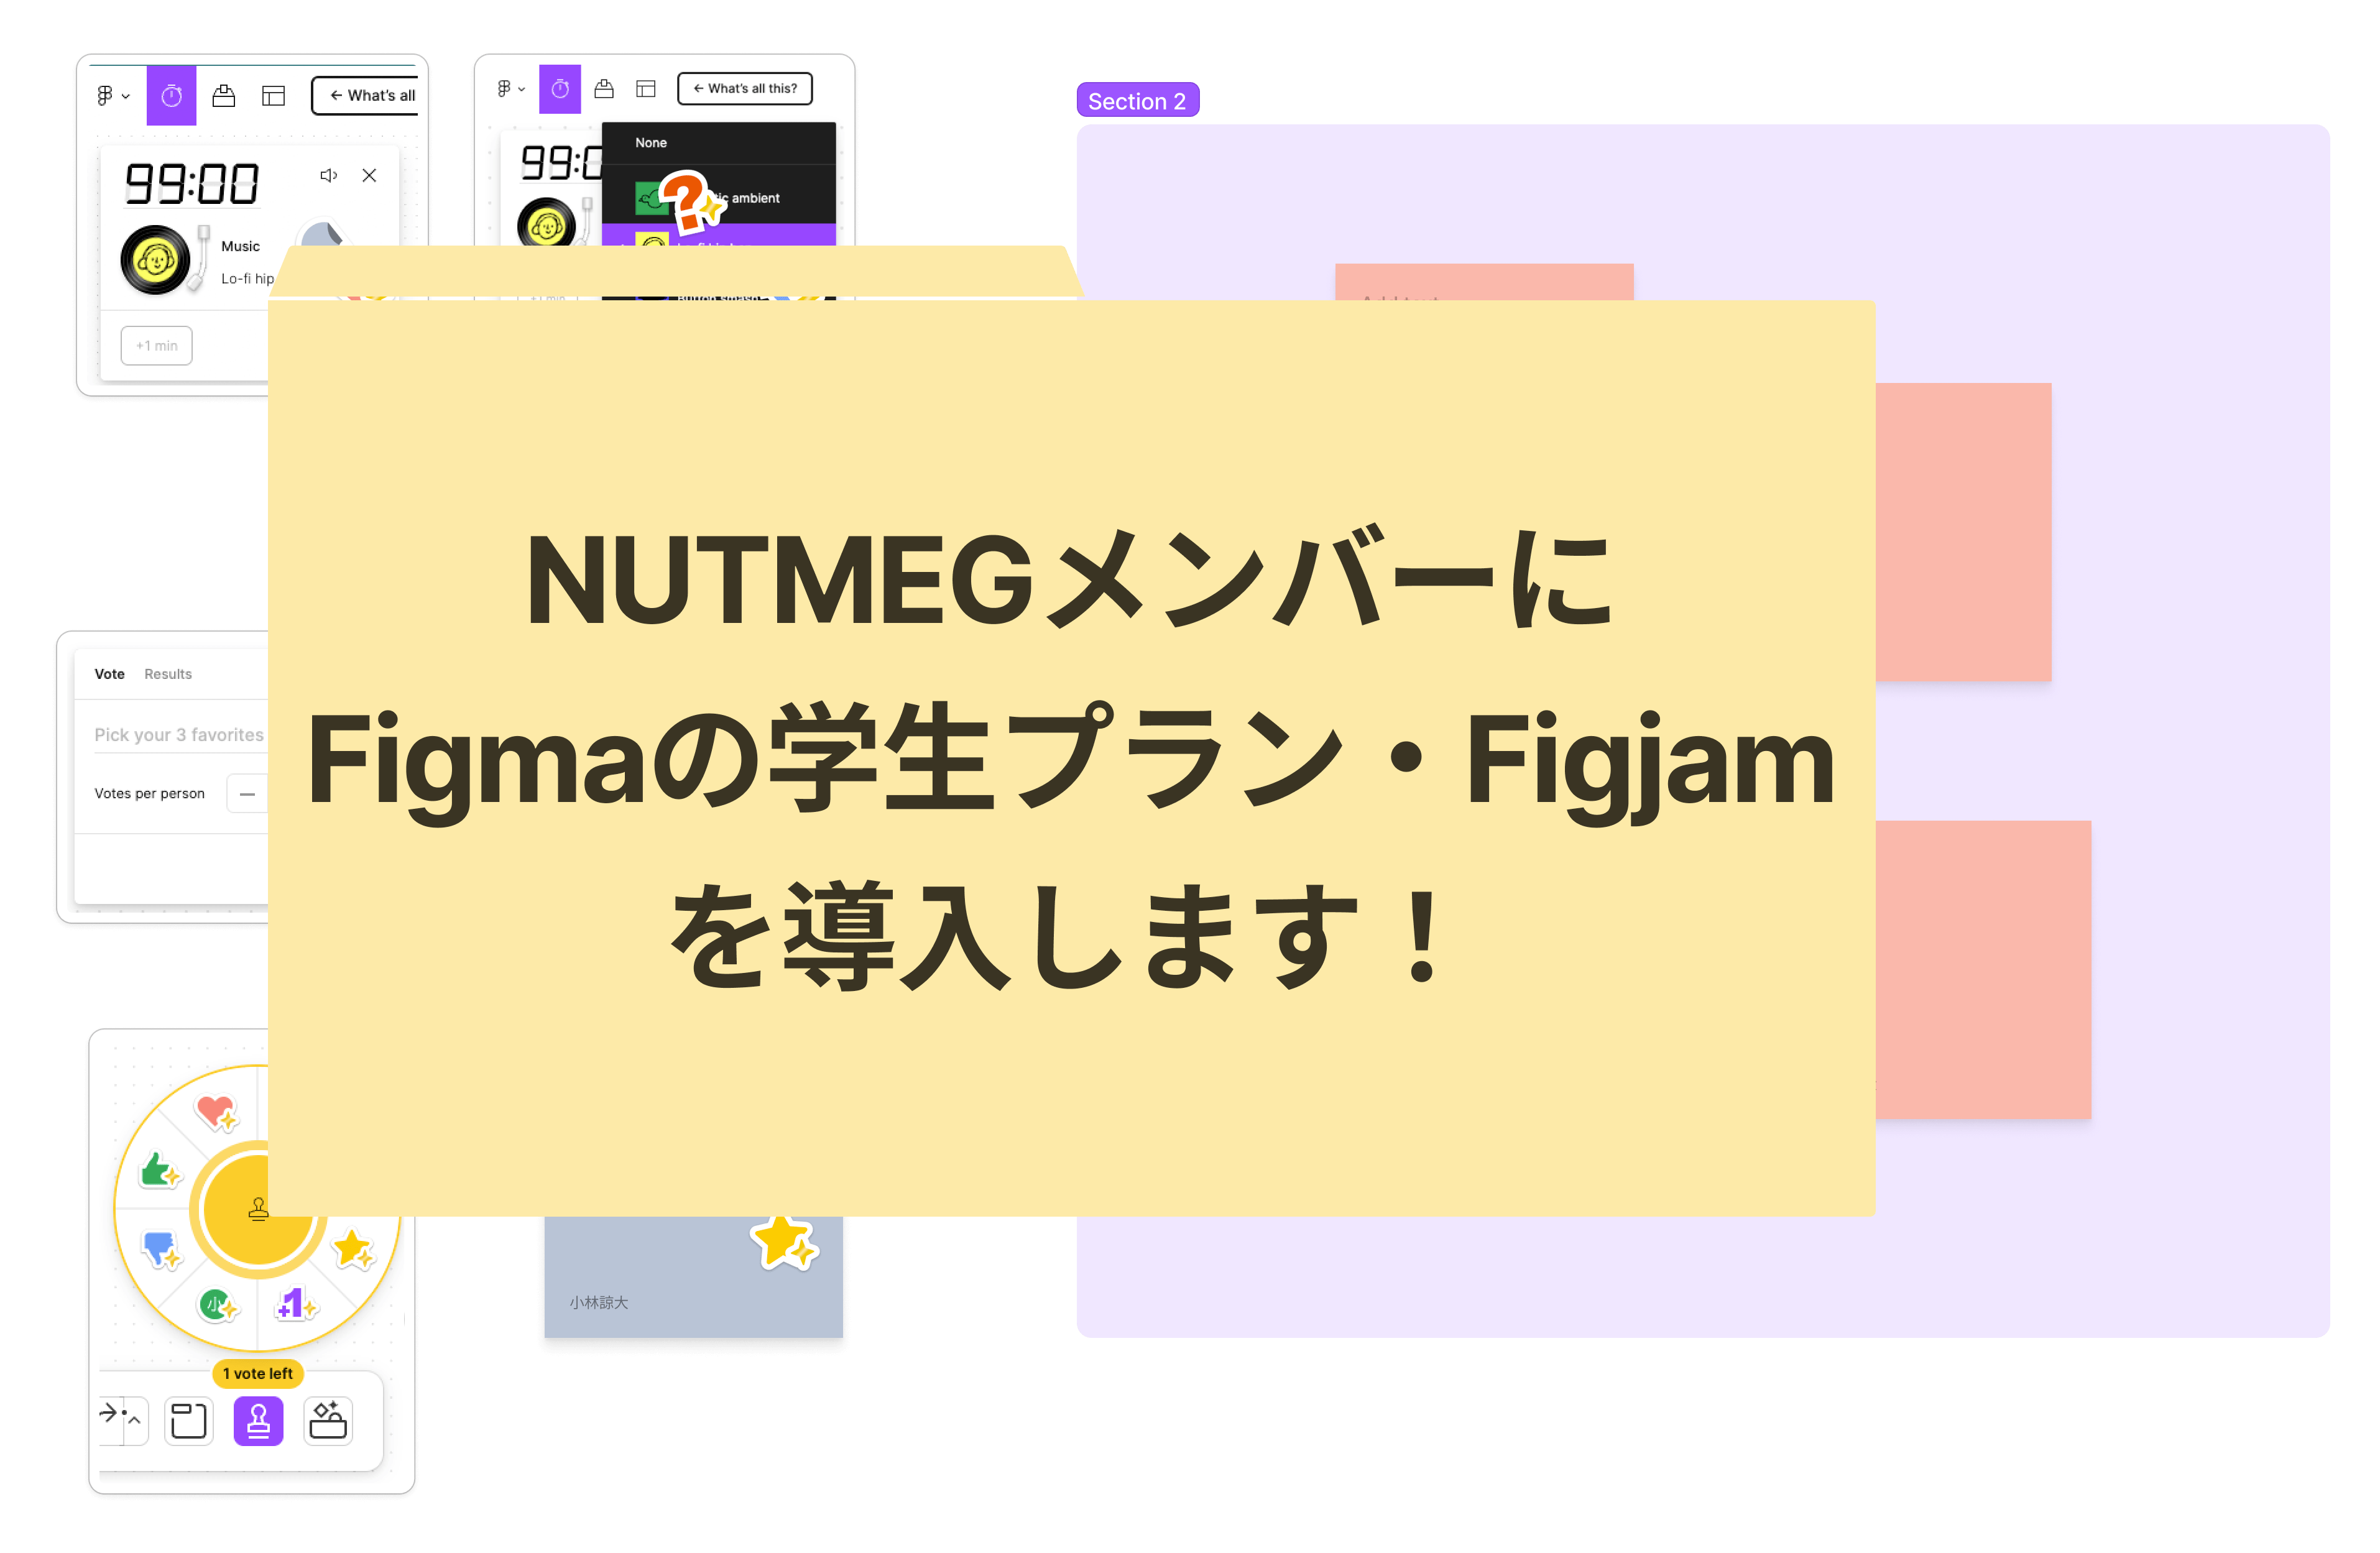 ← What's all
99:00
Music
Lo-fi hip
+1 min
← What's all this?
None
ambient
Section 2
NUTMEGメンバーに
Figmaの学生プラン・Figjam
を導入します！
Vote Results
Pick your 3 favorites
Votes per person
小
+1
1 vote left
小林諒大